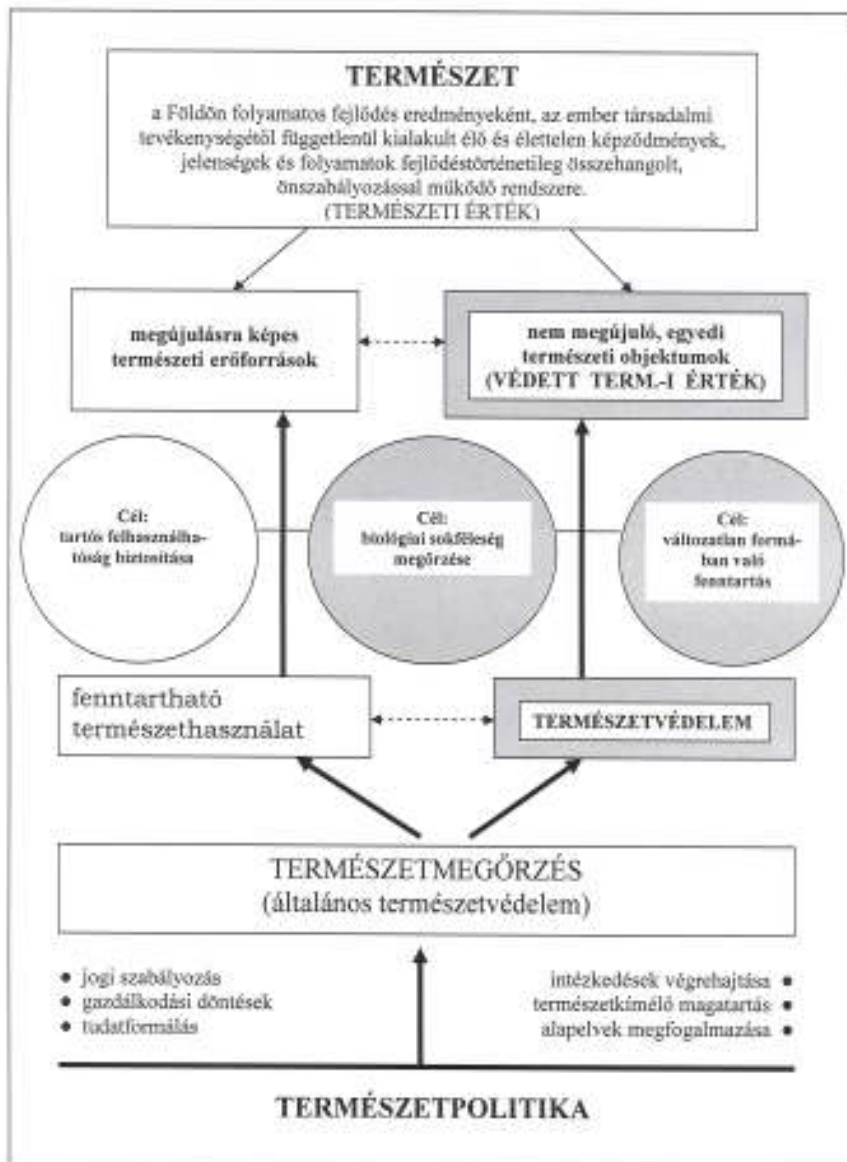 TERMÉSZET
a Földön folyamatos fejlődés eredményeként, az ember társadalmi
tevékenységétől függetlenül kialakult élő és élettelen képződmények,
jelenségek és folyamatok fejlődéstörténetileg összehangolt,
önszabályozással működő rendszere.
(TERMÉSZETI ÉRTÉK)
megújulásra képes
természeti erőforrások
nem megújuló, egyedi
természeti objektumok
(VÉDETT TERM.-I ÉRTÉK)
Cél:
tartós felhasználha-
tóság biztosítása
Cél:
biológiai sokféleség
megőrzése
Cél:
változatlan formá-
ban való
fenntartás
fenntartható
természethasználat
TERMÉSZETVÉDELEM
TERMÉSZETMEGŐRZÉS
(általános természetvédelem)
● jogi szabályozás
● gazdálkodási döntések
● tudatformálás
intézkedések végrehajtása ●
természetkímélő magatartás ●
alapelvek megfogalmazása ●
TERMÉSZETPOLITIKA